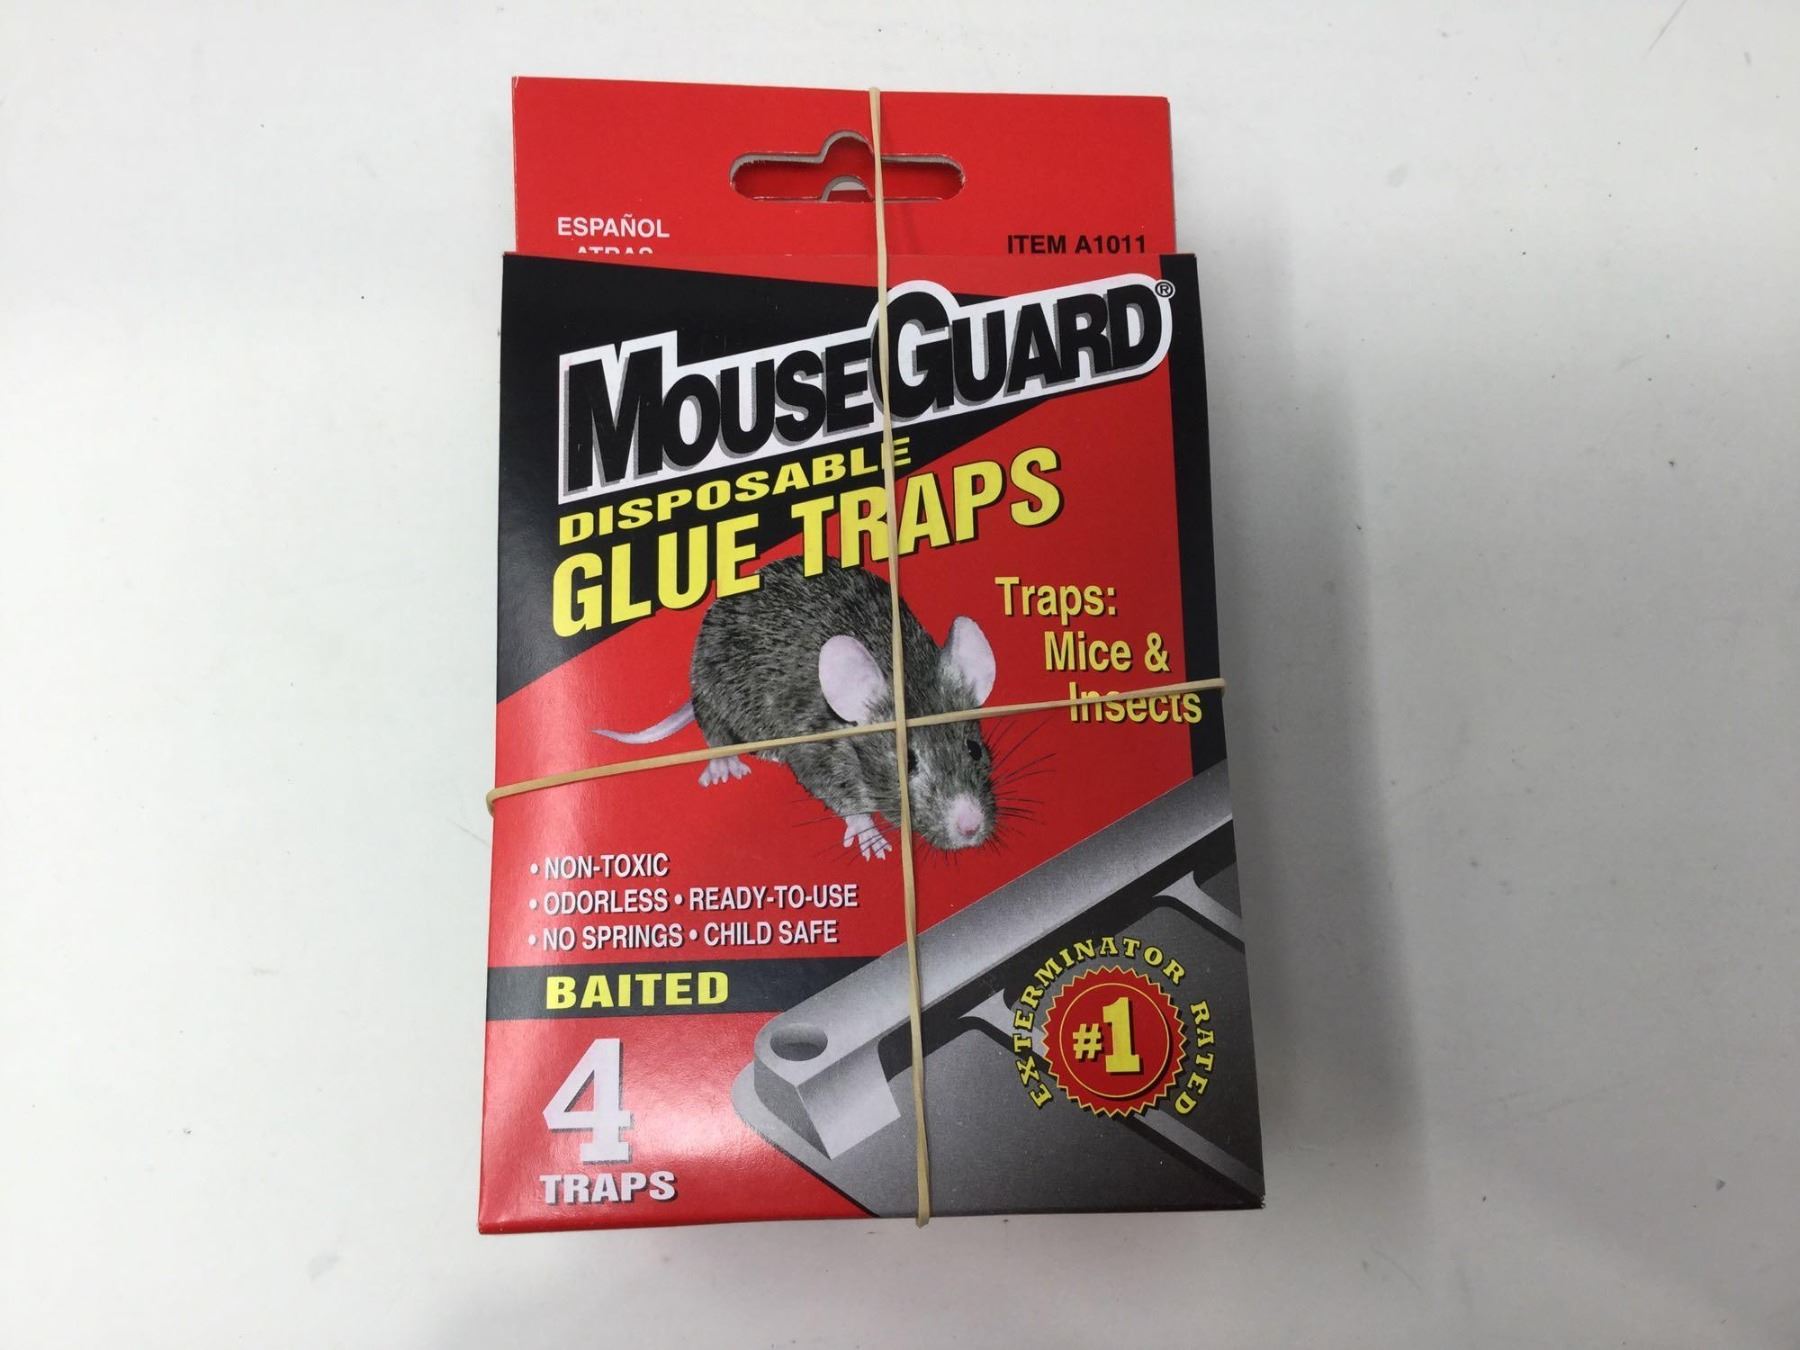 ESPAÑOL
ATRAS
ITEM A1011
MOUSEGUARD®
DISPOSABLE
GLUE TRAPS
Traps:
Mice &
Insects
• NON-TOXIC
• ODORLESS • READY-TO-USE
• NO SPRINGS • CHILD SAFE
BAITED
4
TRAPS
EXTERMINATOR RATED
#1